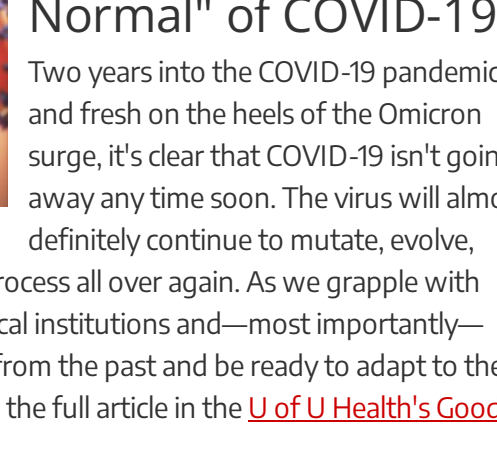 Normal" of COVID-19
Two years into the COVID-19 pandemic
and fresh on the heels of the Omicron
surge, it's clear that COVID-19 isn't goin
away any time soon. The virus will almo
definitely continue to mutate, evolve,
rocess all over again. As we grapple with
cal institutions and—most importantly—
from the past and be ready to adapt to the
the full article in the U of U Health's Good